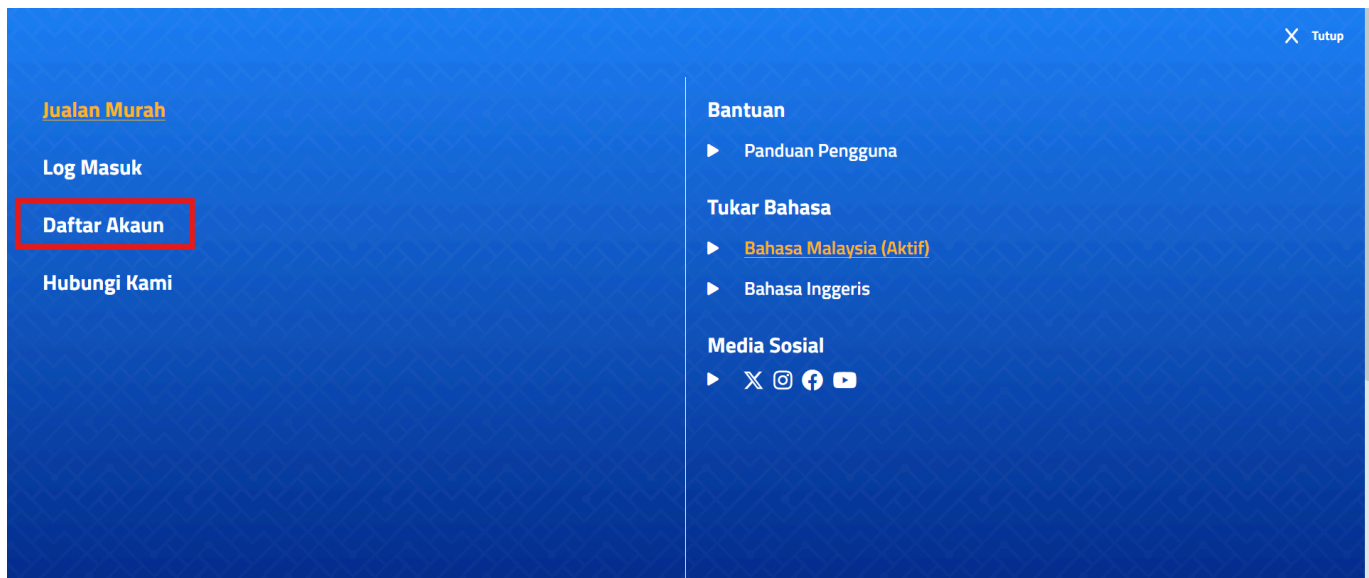 Tutup
Jualan Murah
Log Masuk
Daftar Akaun
Hubungi Kami
Bantuan
Panduan Pengguna
Tukar Bahasa
Bahasa Malaysia (Aktif)
Bahasa Inggeris
Media Sosial